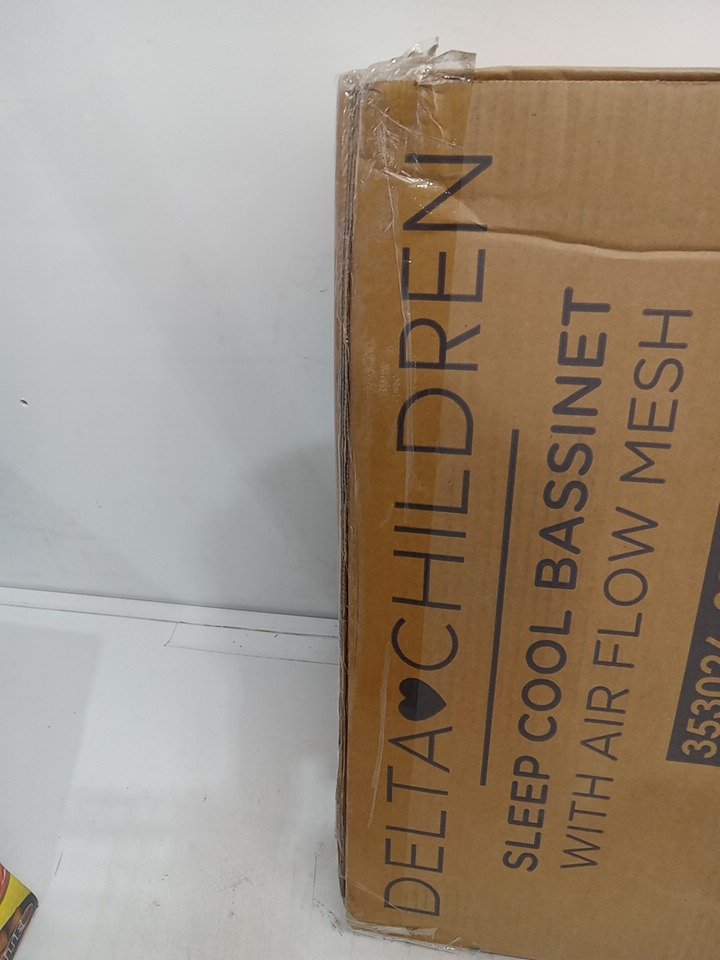 DELTA♥CHILDREN
SLEEP COOL BASSINET
WITH AIR FLOW MESH